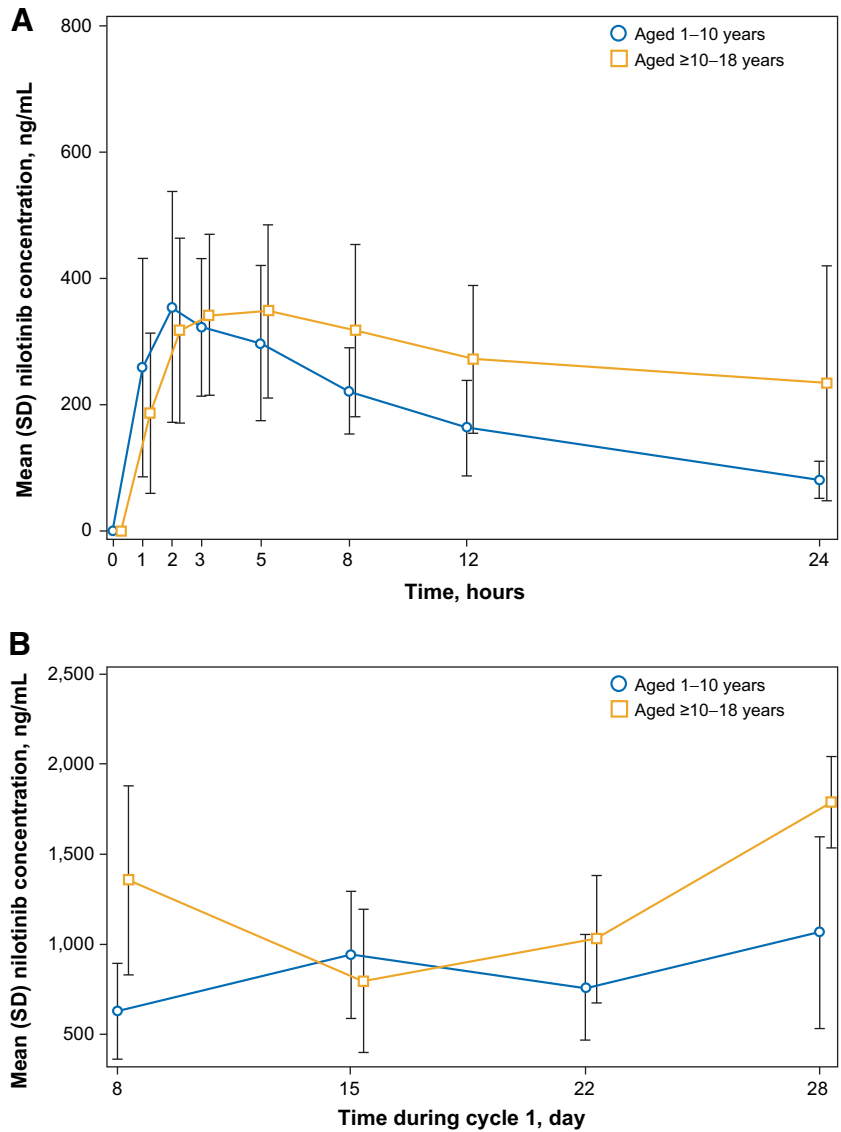 A
Mean (SD) nilotinib concentration, ng/mL
800
600
400
200
0
Aged 1–10 years
Aged ≥10–18 years
0 1 2 3 5 8 12 24
Time, hours
B
Mean (SD) nilotinib concentration, ng/mL
2,500
2,000
1,500
1,000
500
Aged 1–10 years
Aged ≥10–18 years
8 15 22 28
Time during cycle 1, day